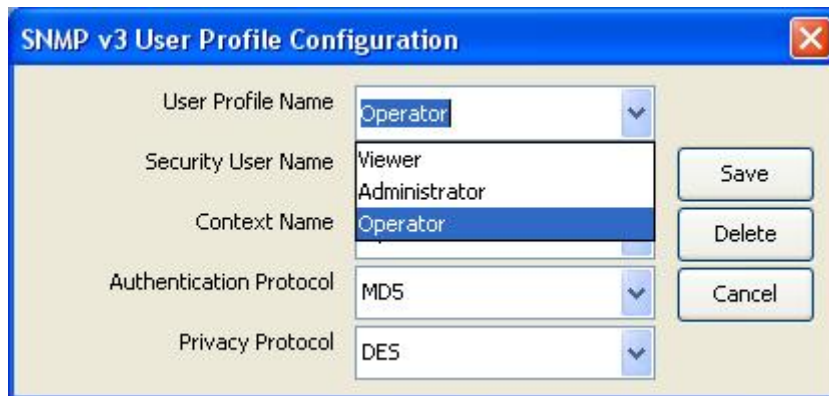 SNMP v3 User Profile Configuration
User Profile Name
Operator
Security User Name
Viewer
Administrator
Operator
Save
Context Name
Delete
Authentication Protocol
MD5
Cancel
Privacy Protocol
DES